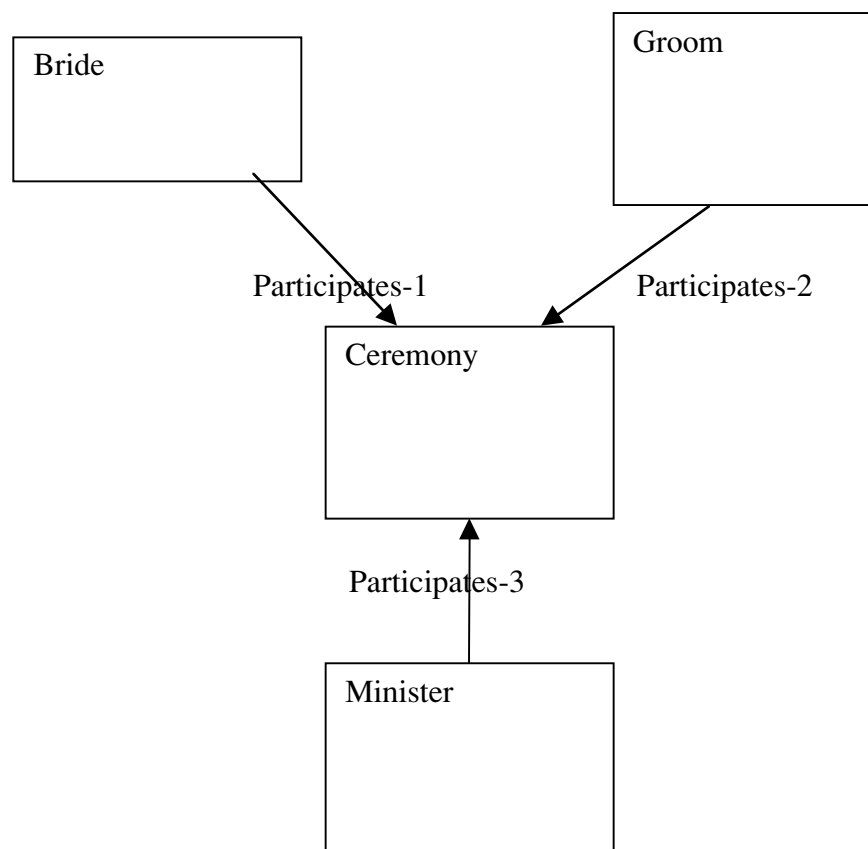 Groom
Bride
Participates-1
Participates-2
Ceremony
Participates-3
Minister